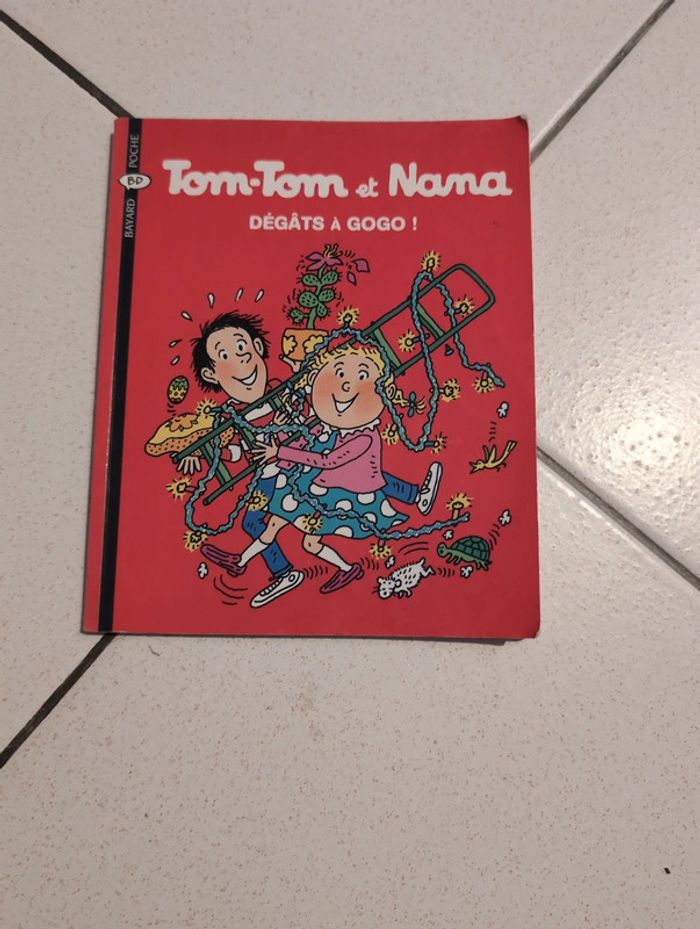 Tom-Tom et Nana
DÉGÂTS À GOGO !
BAYARD BD POCHE